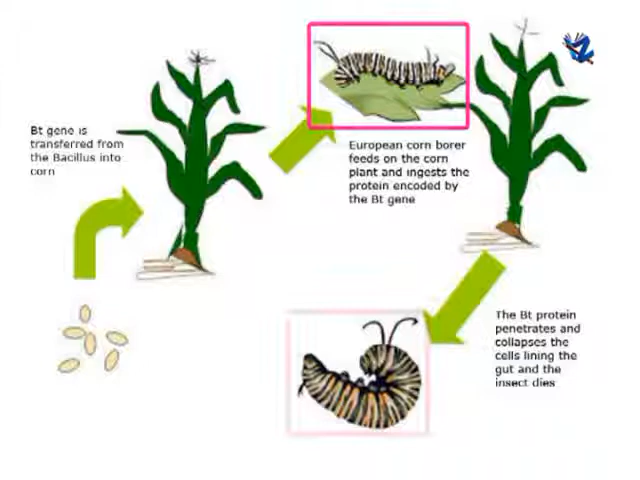 Bt gene is
transferred from
the Bacillus into
corn
European corn borer
feeds on the corn
plant and ingests the
protein encoded by
the Bt gene
The Bt protein
penetrates and
collapses the
cells lining the
gut and the
insect dies